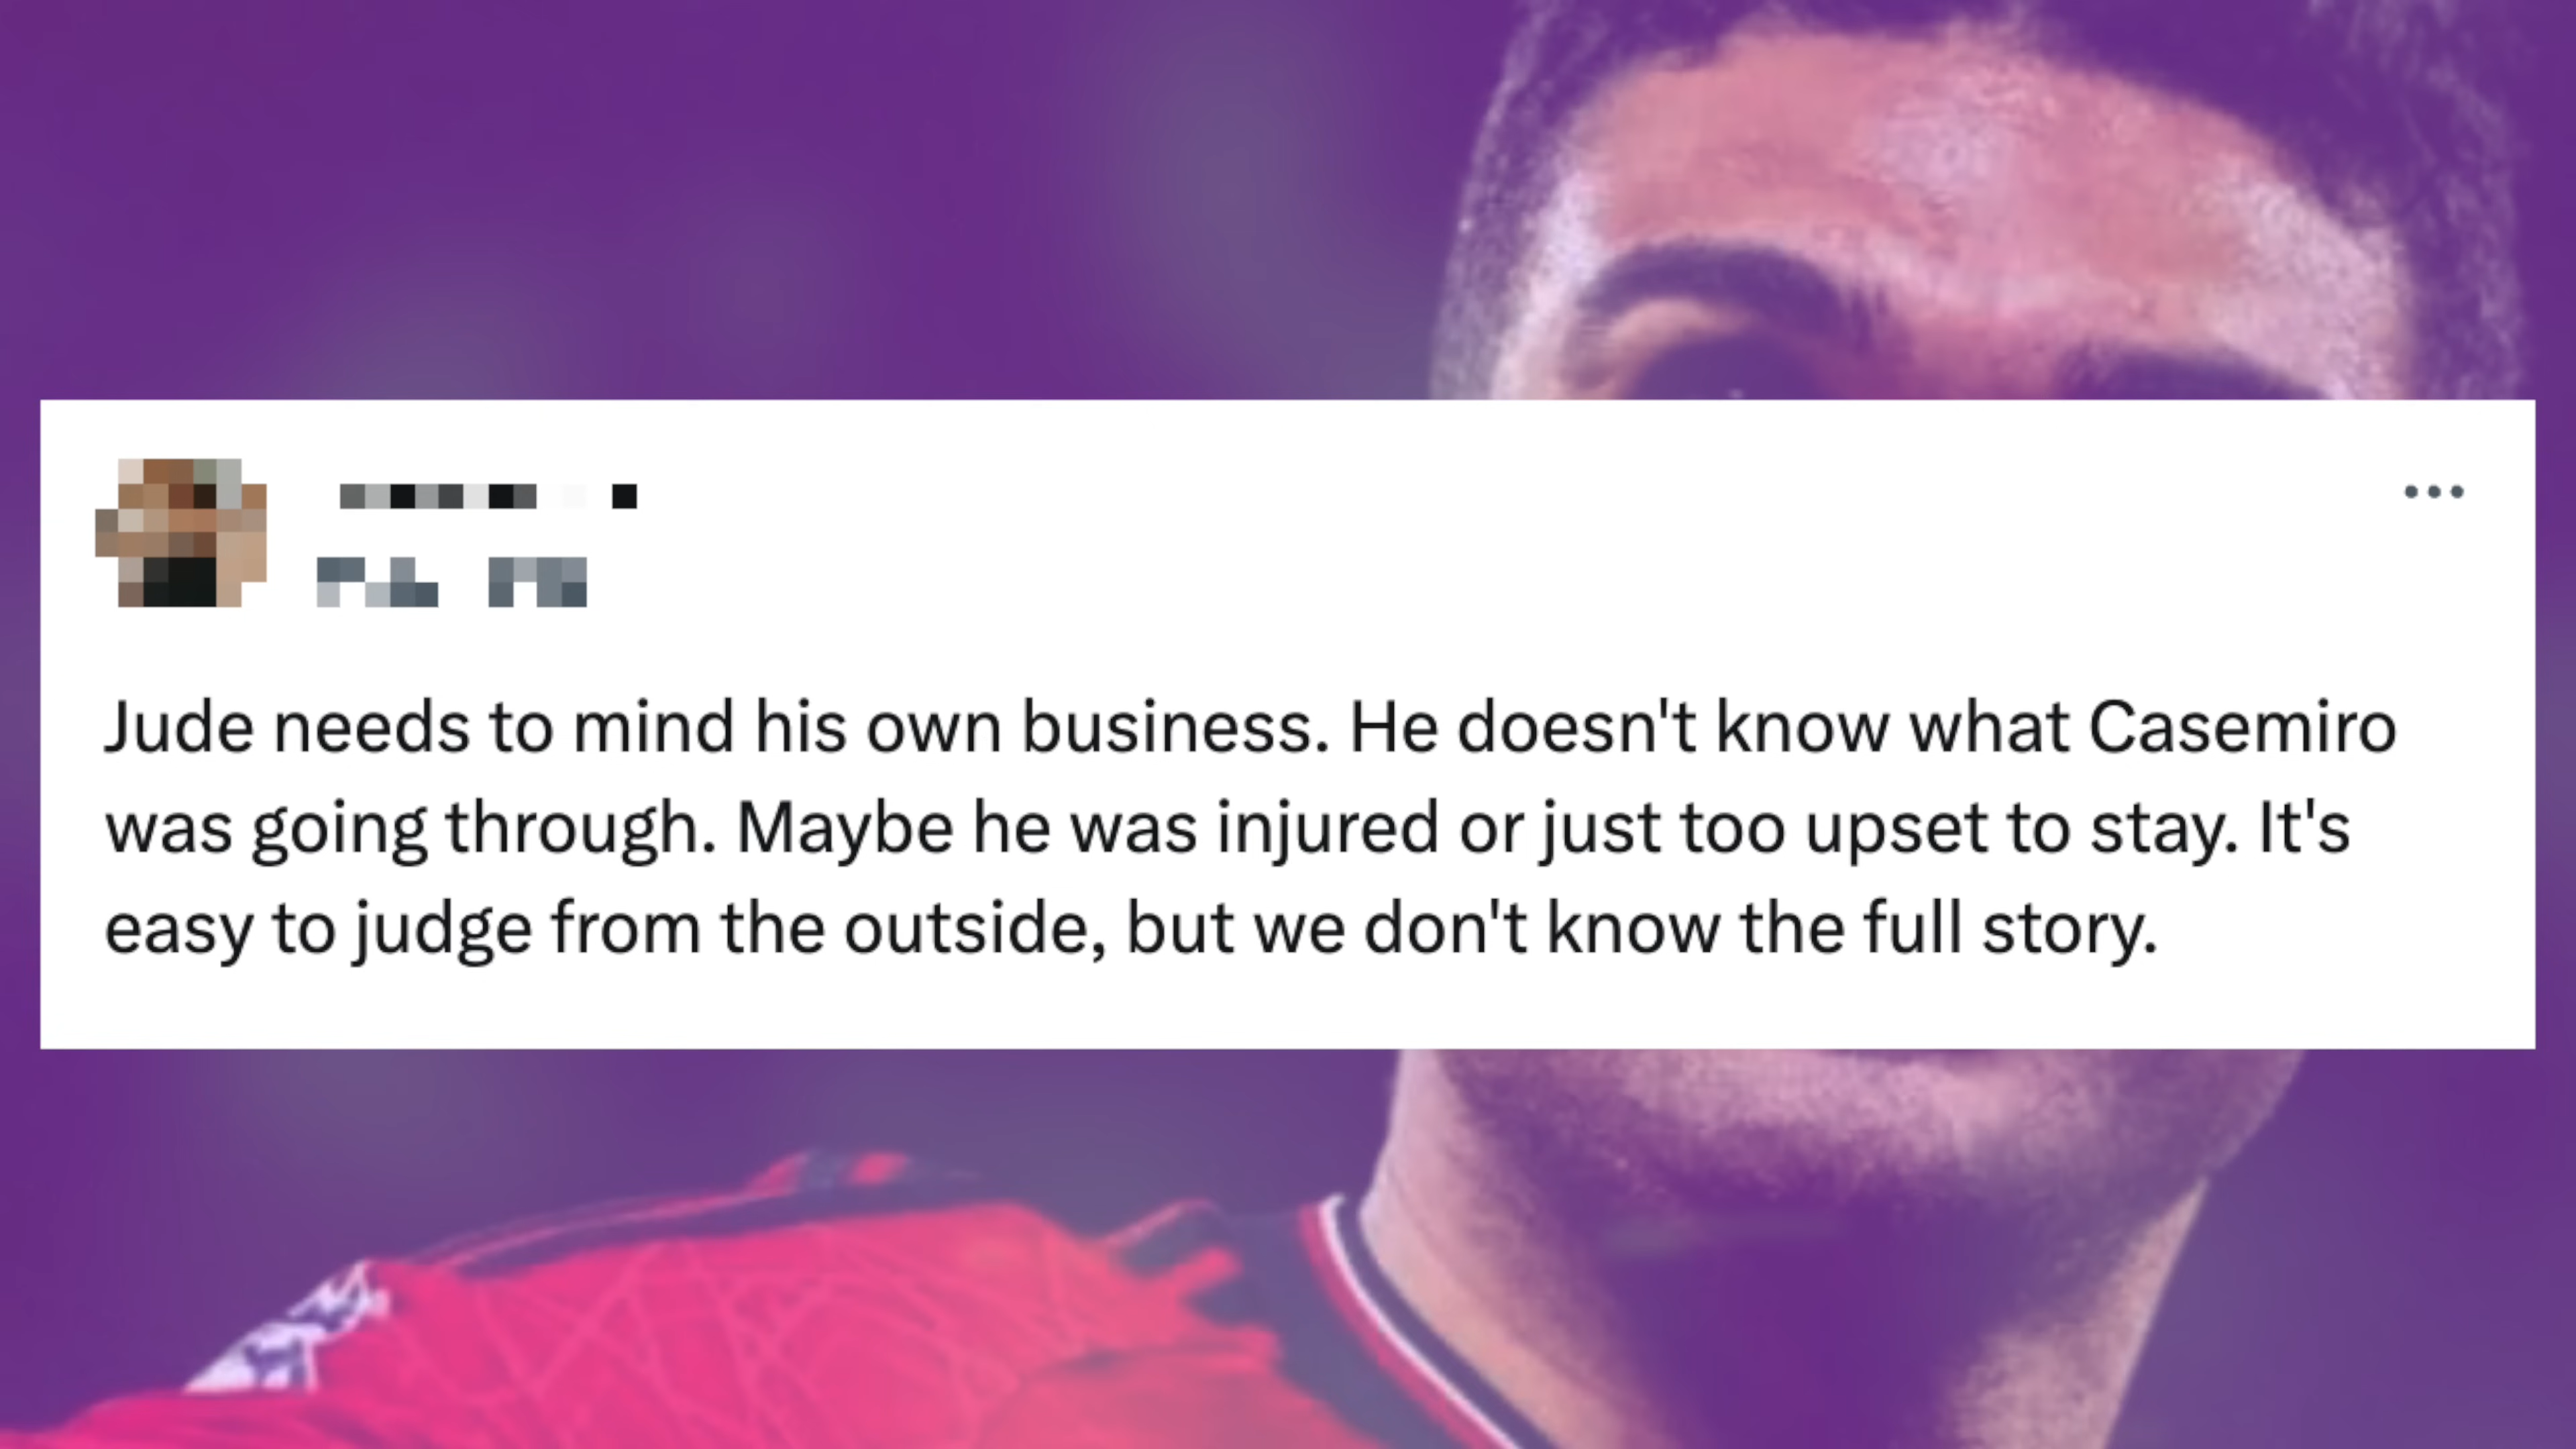 Jude needs to mind his own business. He doesn't know what Casemiro
was going through. Maybe he was injured or just too upset to stay. It's
easy to judge from the outside, but we don't know the full story.